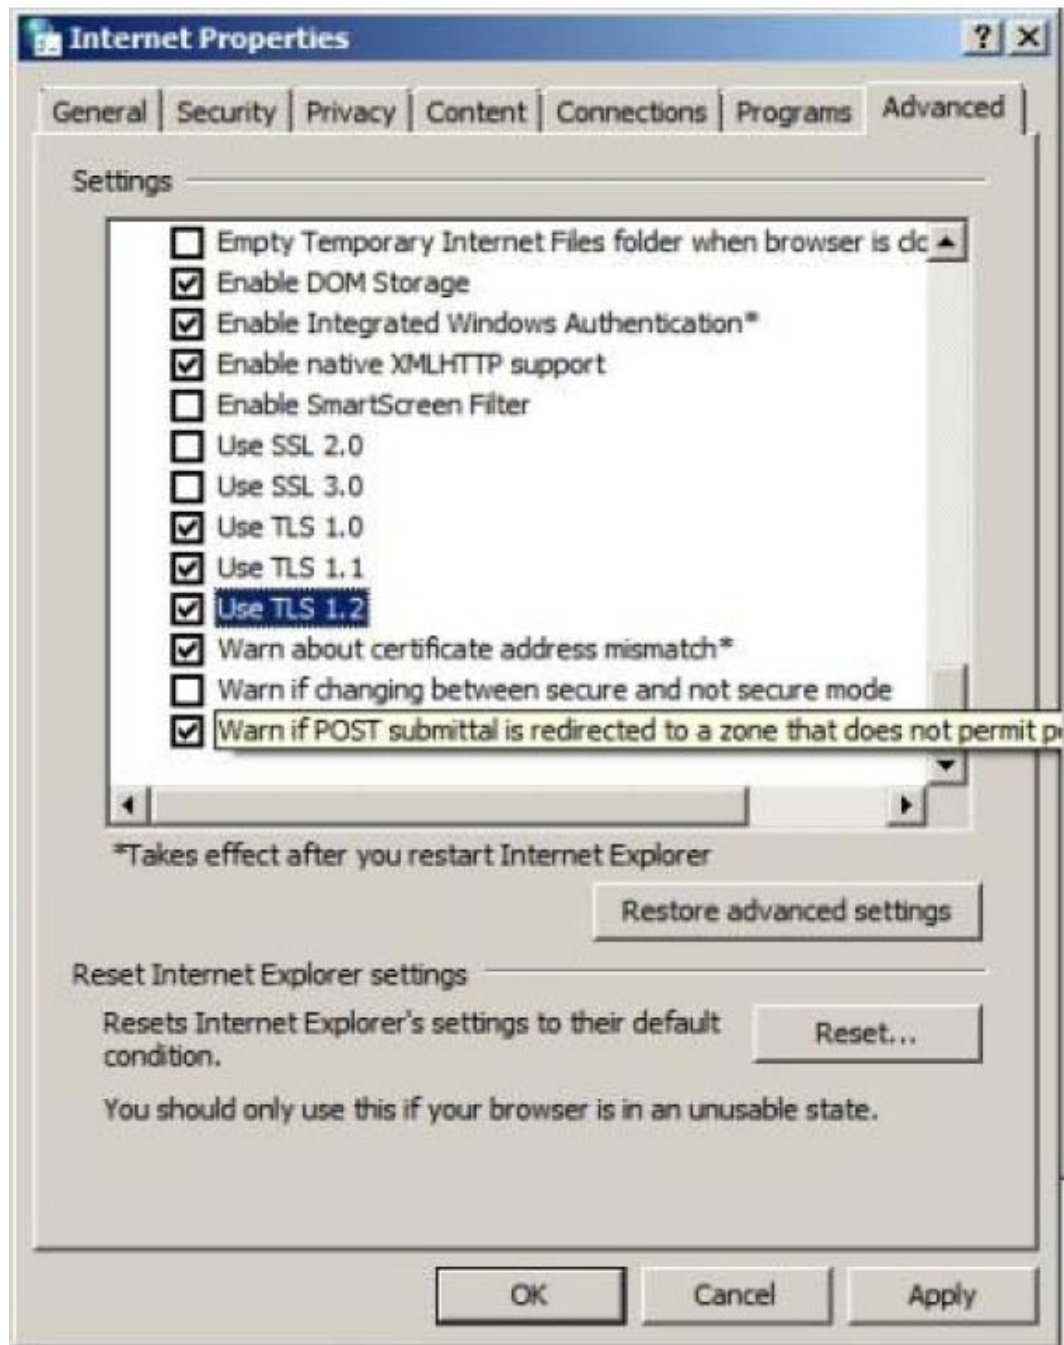 Internet Properties
General Security Privacy Content Connections Programs Advanced
Settings
Empty Temporary Internet Files folder when browser is
Enable DOM Storage
Enable Integrated Windows Authentication*
Enable native XMLHTTP support
Enable SmartScreen Filter
Use SSL 2.0
Use SSL 3.0
Use TLS 1.0
Use TLS 1.1
Use TLS 1.2
Warn about certificate address mismatch*
Warn if changing between secure and not secure mode
Warn if POST submittal is redirected to a zone that does not permit
*Takes effect after you restart Internet Explorer
Restore advanced settings
Reset Internet Explorer settings
Resets Internet Explorer's settings to their default
condition.
Reset...
You should only use this if your browser is in an unusable state.
OK Cancel Apply